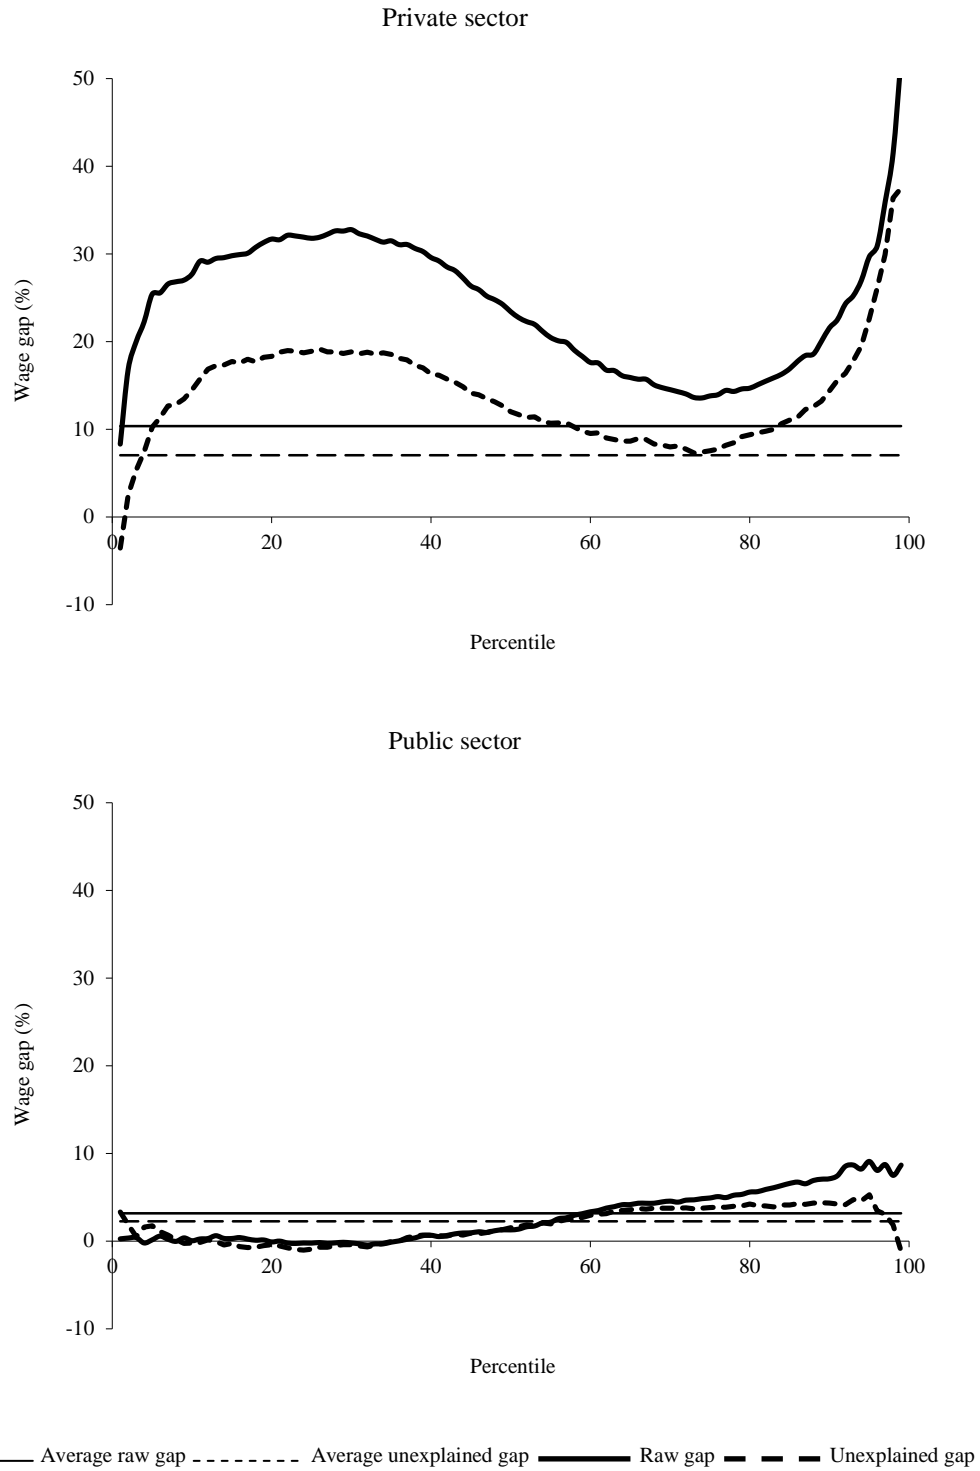 Private sector
50
40
30
20
10
0
-10
Wage gap (%)
0 20 40 60 80 100
Percentile
Public sector
50
40
30
20
10
0
-10
Wage gap (%)
0 20 40 60 80 100
Percentile
Average raw gap Average unexplained gap Raw gap Unexplained gap